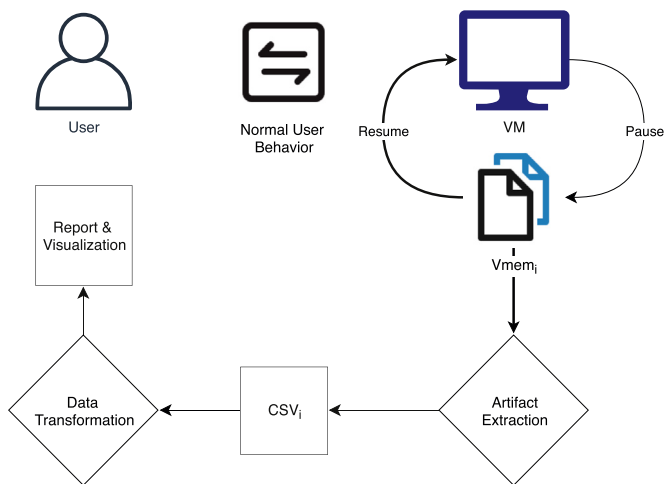 User
Normal User
Behavior
Resume
VM
Pause
Report &
Visualization
Vmemi
Data
Transformation
CSVi
Artifact
Extraction